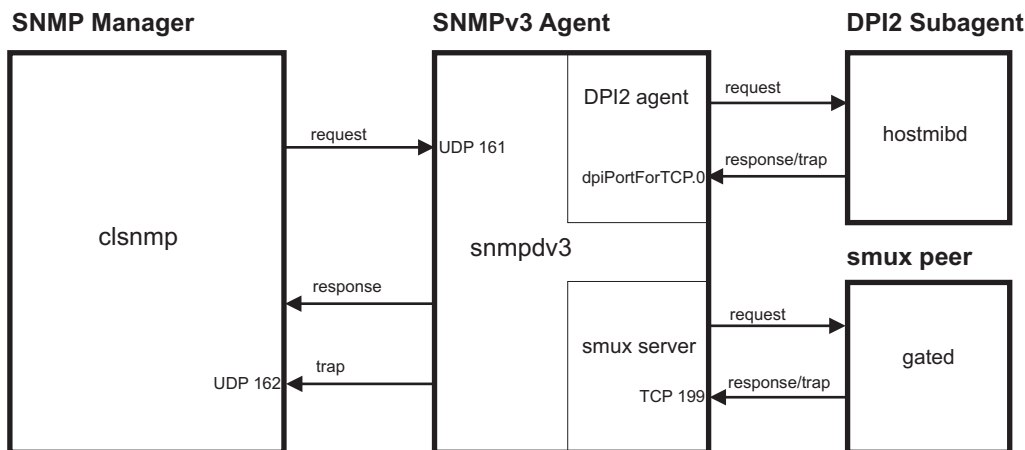 SNMP Manager
SNMPv3 Agent
DPI2 Subagent
DPI2 agent
request
hostmibd
request
UDP 161
response/trap
dpiPortForTCP.0
clsnmp
snmpdv3
smux peer
response
request
smux server
gated
trap
UDP 162
response/trap
TCP 199